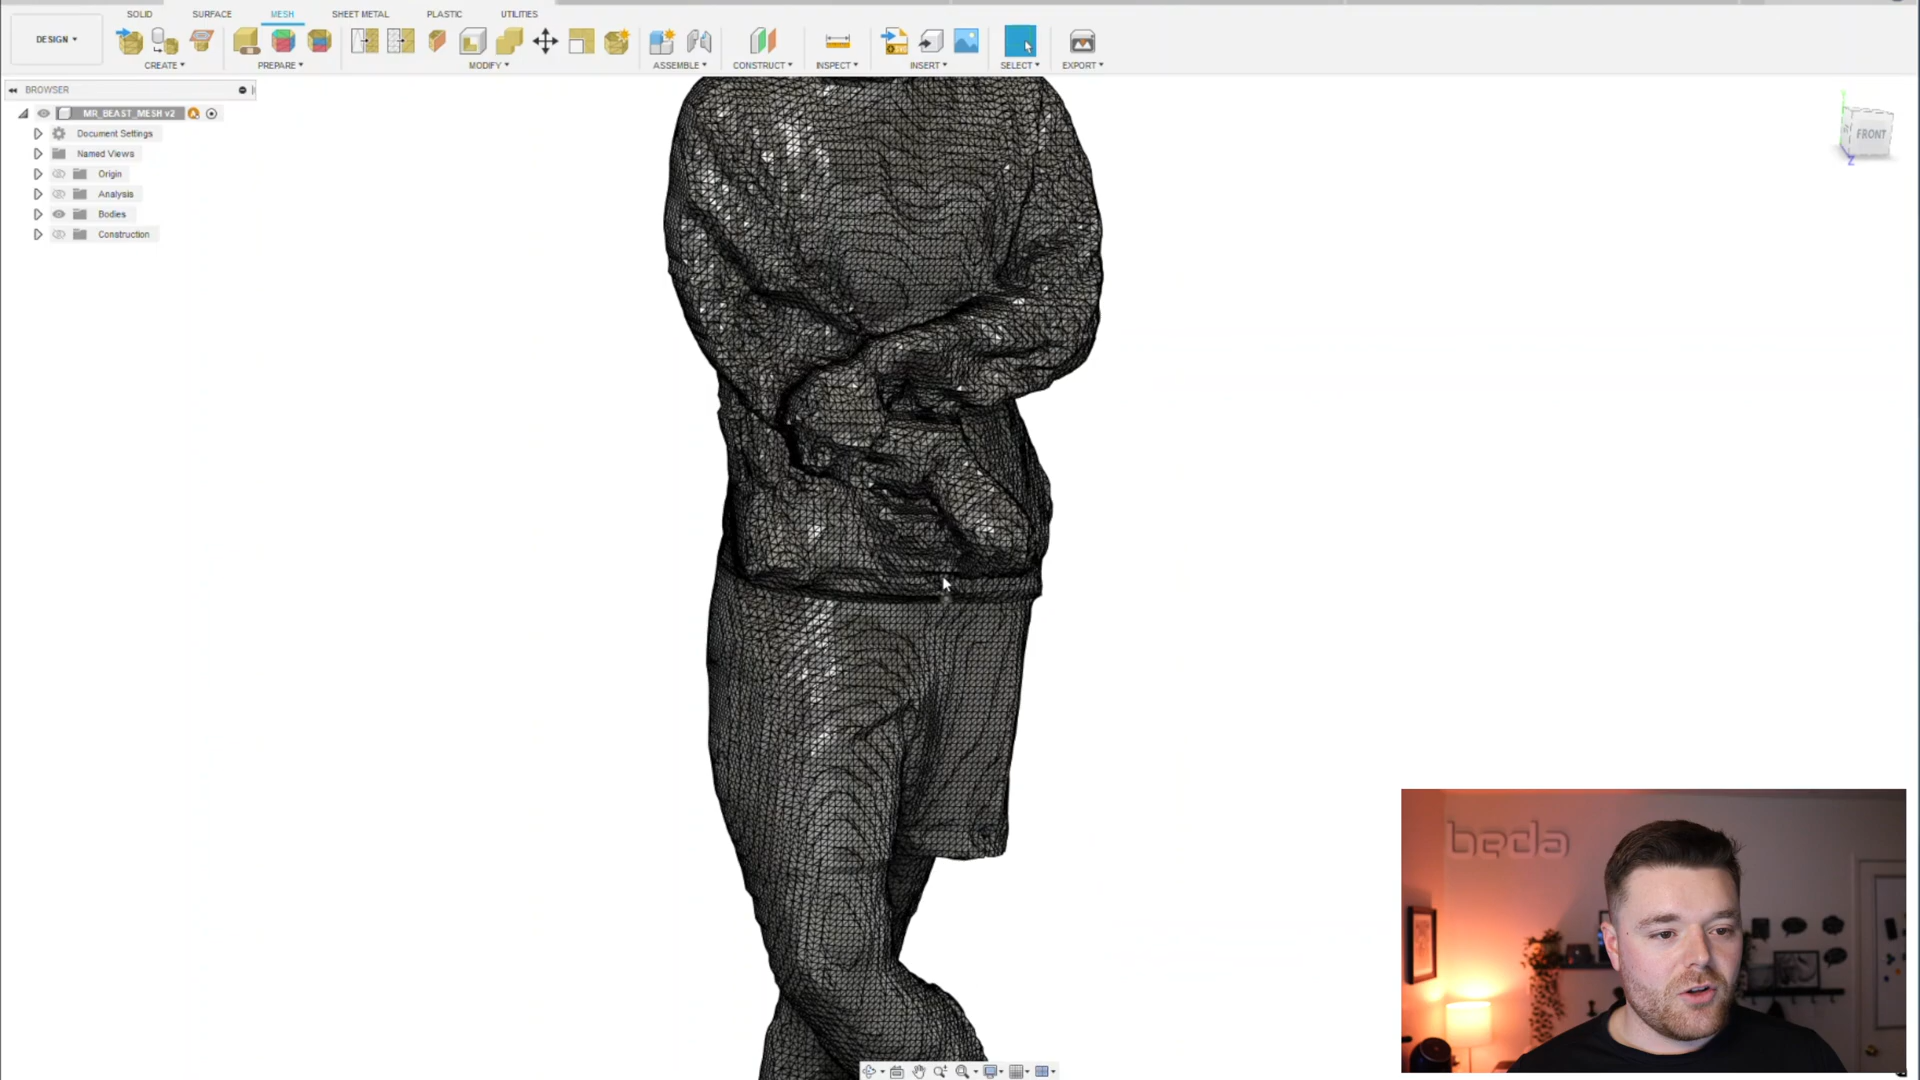 SOLID SURFACE MESH SHEET METAL PLASTIC UTILITIES
DESIGN
CREATE PREPARE MODIFY ASSEMBLE CONSTRUCT INSPECT INSERT SELECT EXPORT
BROWSER
MR_BEAST_MESH v2
Document Settings
Named Views
Origin
Analysis
Bodies
Construction
FRONT
Z
beda